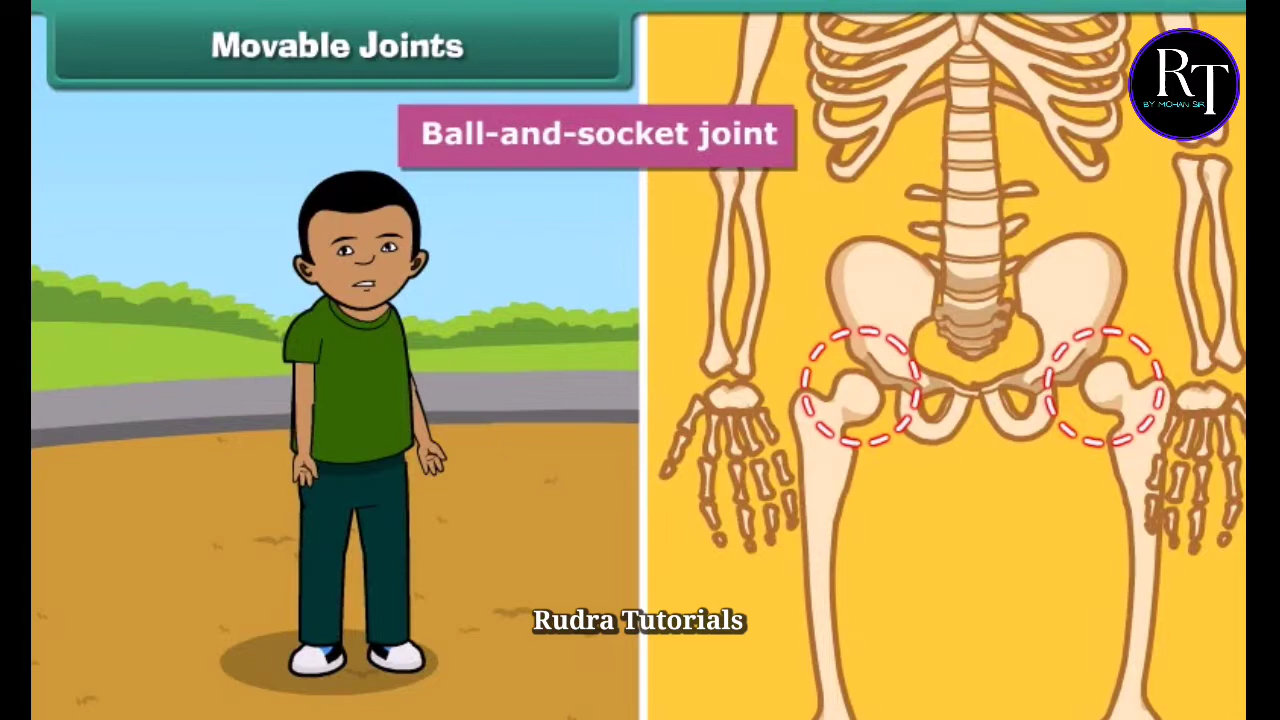 Movable Joints
Ball-and-socket joint
RT
BY MOHAN SIR
Rudra Tutorials